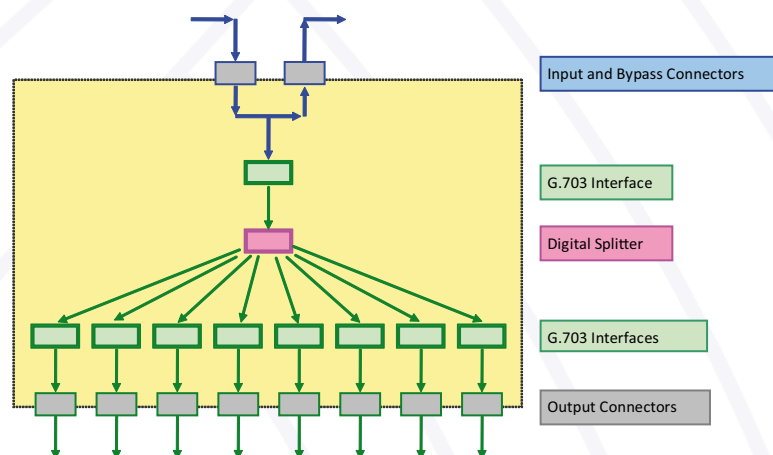 Input and Bypass Connectors
G.703 Interface
Digital Splitter
G.703 Interfaces
Output Connectors